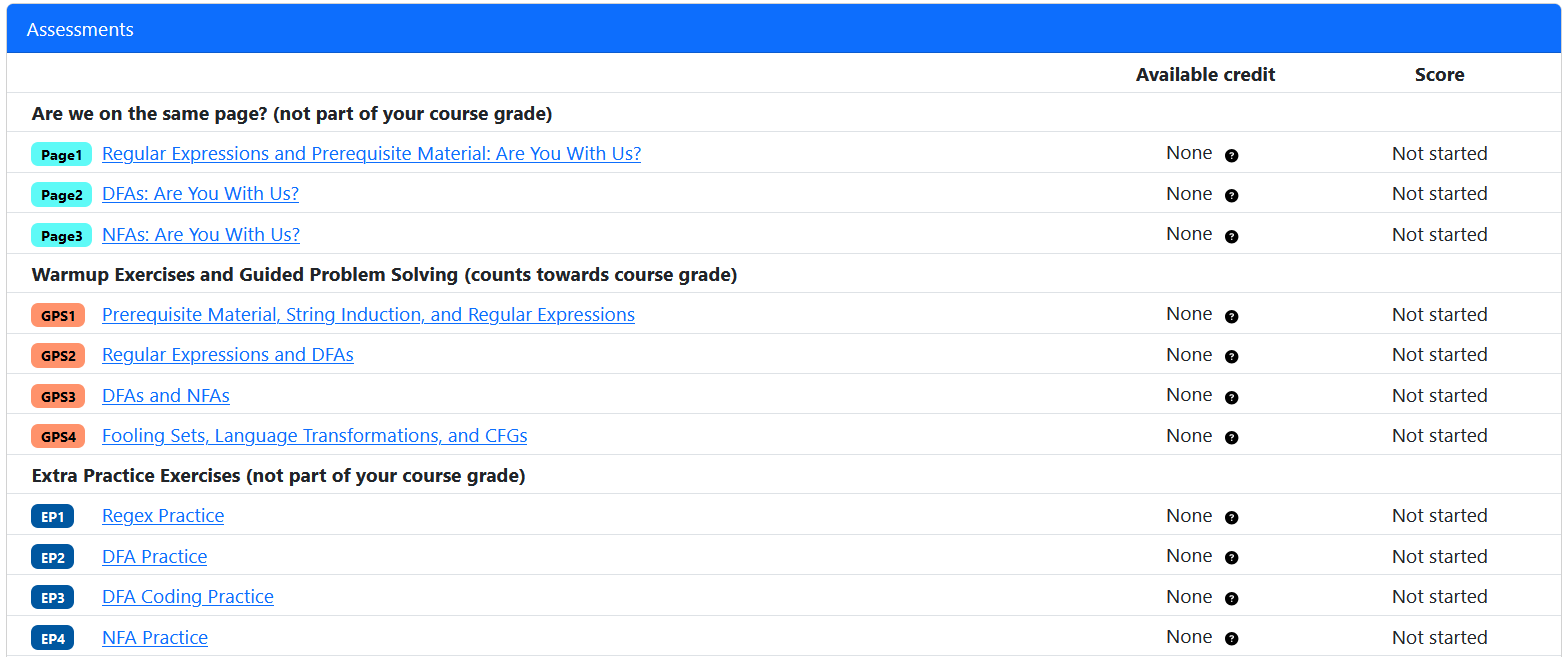 Assessments
Available credit Score
Are we on the same page? (not part of your course grade)
Page1 Regular Expressions and Prerequisite Material: Are You With Us? None ? Not started
Page2 DFAs: Are You With Us? None ? Not started
Page3 NFAs: Are You With Us? None ? Not started
Warmup Exercises and Guided Problem Solving (counts towards course grade)
GPS1 Prerequisite Material, String Induction, and Regular Expressions None ? Not started
GPS2 Regular Expressions and DFAs None ? Not started
GPS3 DFAs and NFAs None ? Not started
GPS4 Fooling Sets, Language Transformations, and CFGs None ? Not started
Extra Practice Exercises (not part of your course grade)
EP1 Regex Practice None ? Not started
EP2 DFA Practice None ? Not started
EP3 DFA Coding Practice None ? Not started
EP4 NFA Practice None ? Not started